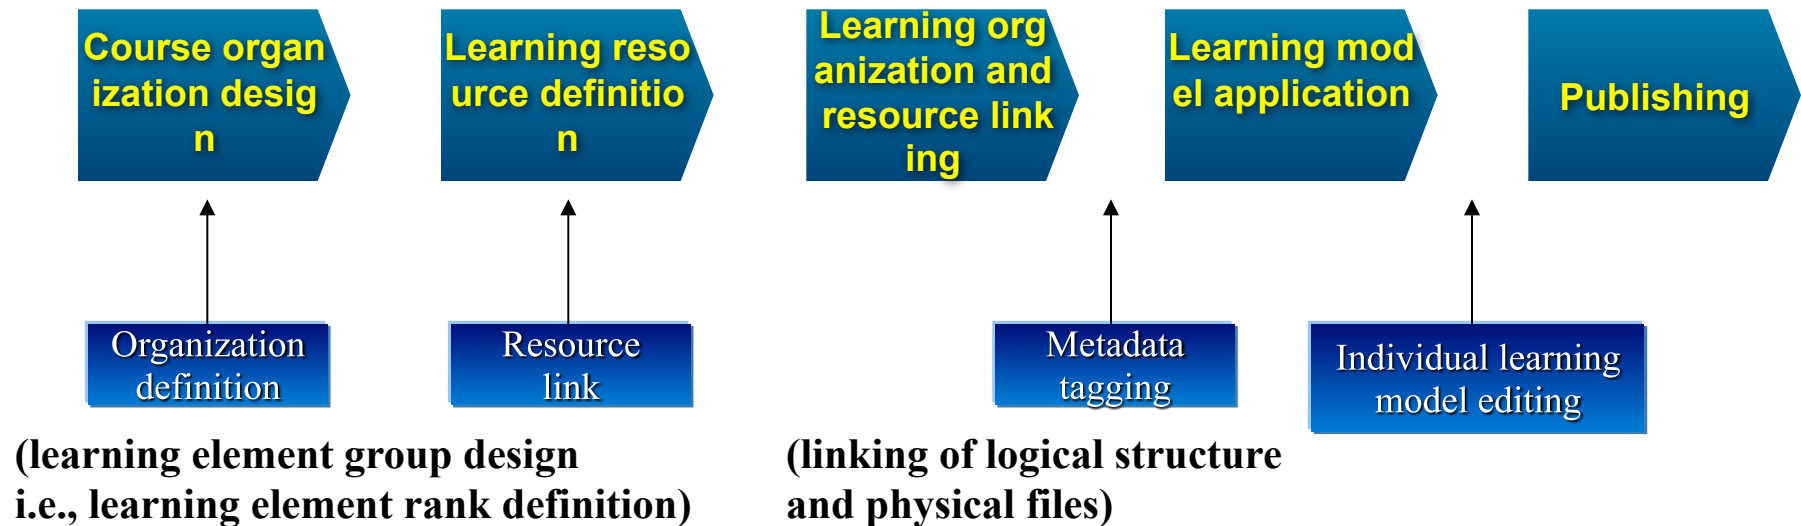 Course organ
ization desig
n
Learning reso
urce definitio
n
Learning org
anization and
resource link
ing
Learning mod
el application
Publishing
Organization
definition
Resource
link
Metadata
tagging
Individual learning
model editing
(learning element group design
i.e., learning element rank definition)
(linking of logical structure
and physical files)